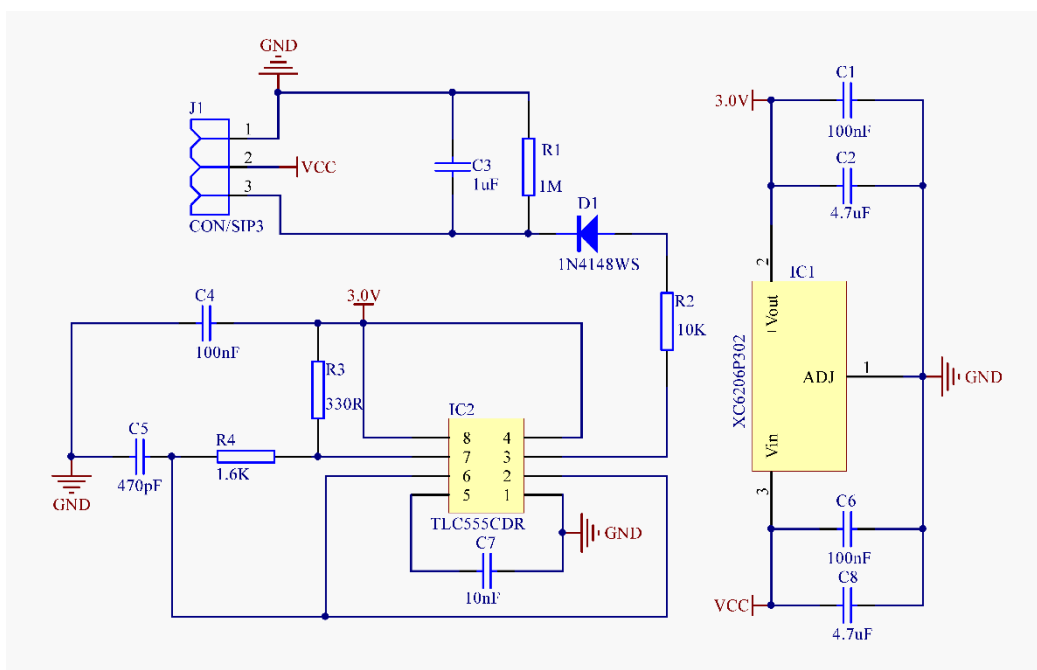 GND
J1
1
2
3
VCC
CON/SIP3
C3
1uF
R1
1M
D1
1N4148WS
R2
10K
C4
100nF
3.0V
R3
330R
C5
470pF
R4
1.6K
GND
IC2
8
7
6
5
4
3
2
1
TLC555CDR
C7
10nF
GND
3.0V
C1
100nF
C2
4.7uF
2
IC1
+Vout
XC6206P302
ADJ
1
GND
Vin
3
C6
100nF
VCC
C8
4.7uF